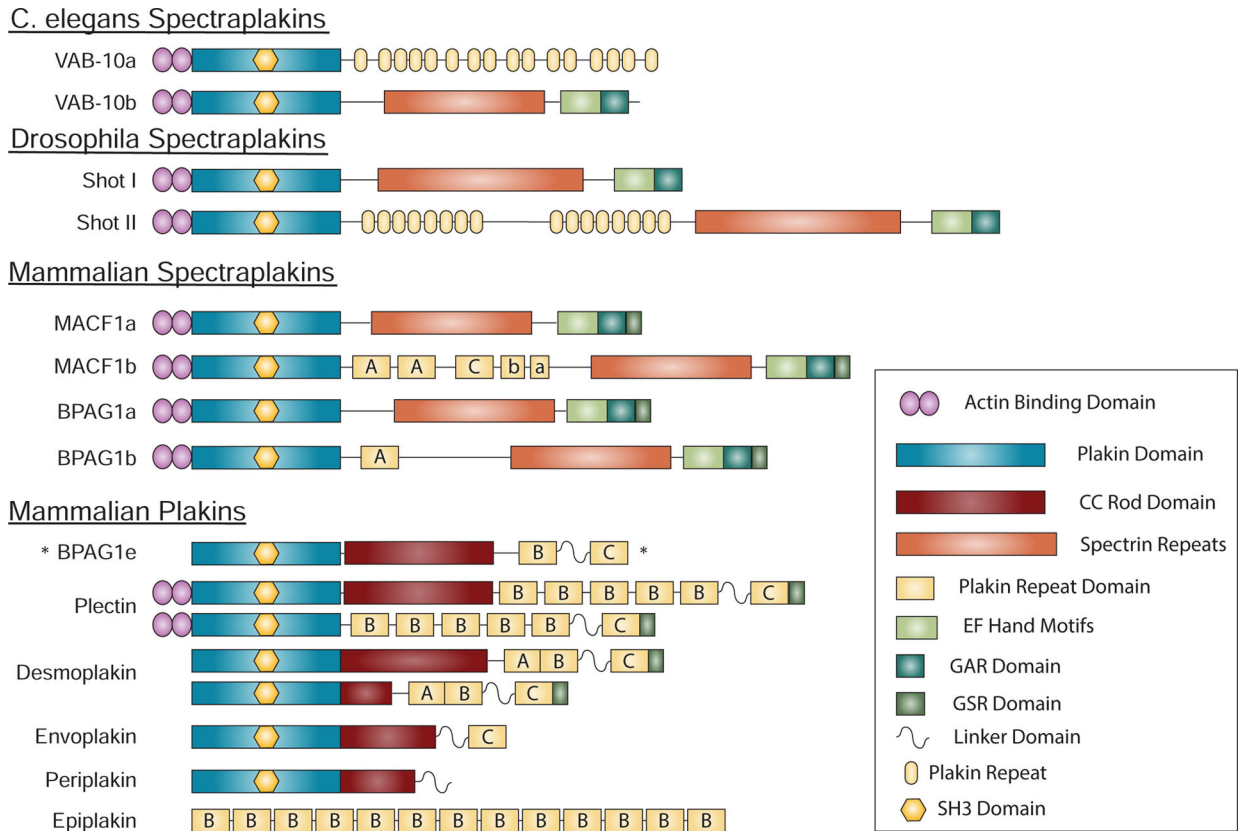 C. elegans Spectraplakins
VAB-10a
VAB-10b
Drosophila Spectraplakins
Shot I
Shot II
Mammalian Spectraplakins
MACF1a
MACF1b A A C b a
BPAG1a
BPAG1b A
Mammalian Plakins
* BPAG1e B C *
Plectin B B B B B C
B B B B B C
Desmoplakin A B C
A B C
Envoplakin C
Periplakin
Epiplakin B B B B B B B B B B B B B
Actin Binding Domain
Plakin Domain
CC Rod Domain
Spectrin Repeats
Plakin Repeat Domain
EF Hand Motifs
GAR Domain
GSR Domain
Linker Domain
Plakin Repeat
SH3 Domain